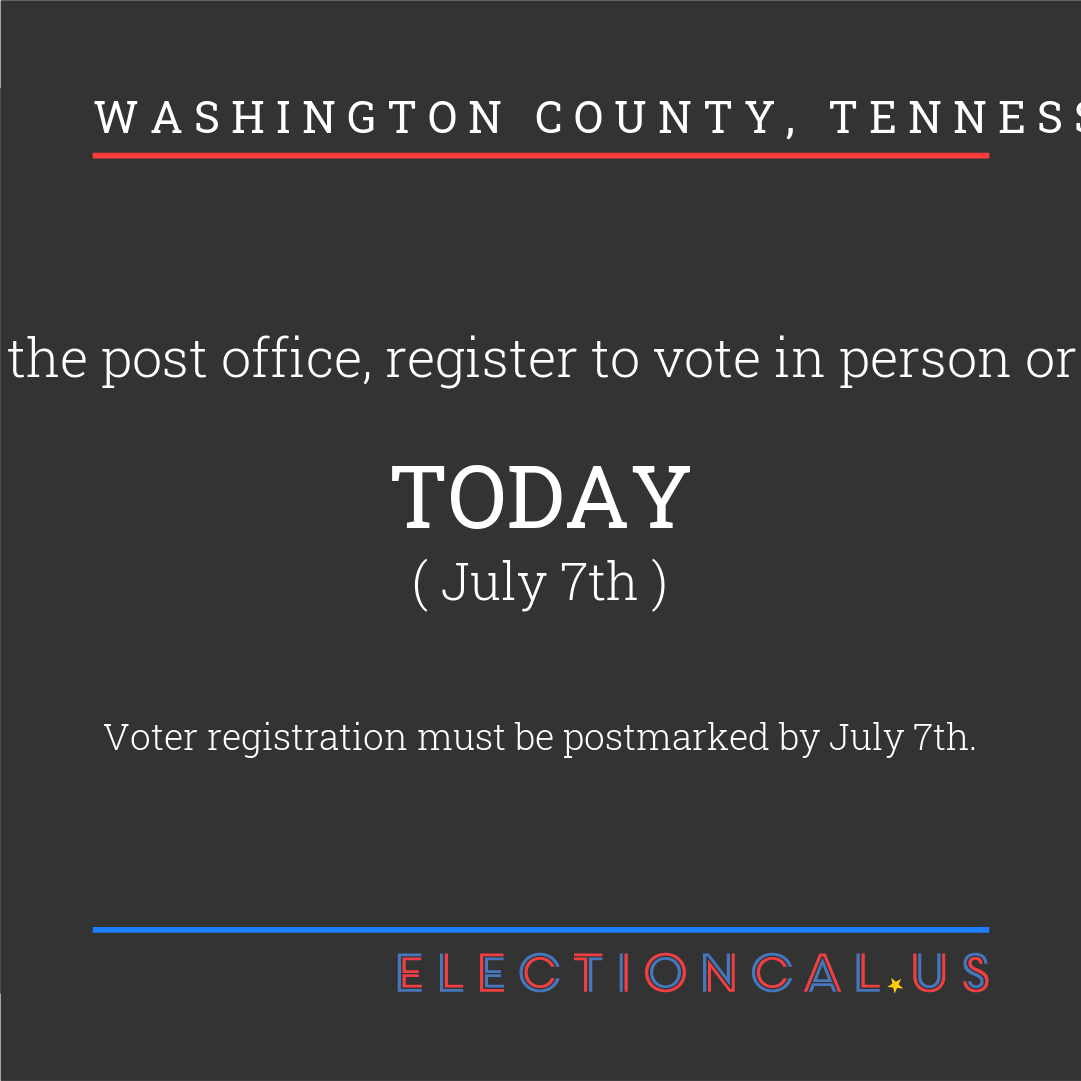 WASHINGTON COUNTY, TENNESS
the post office, register to vote in person or
TODAY
( July 7th )
Voter registration must be postmarked by July 7th.
ELECTIONCAL.US